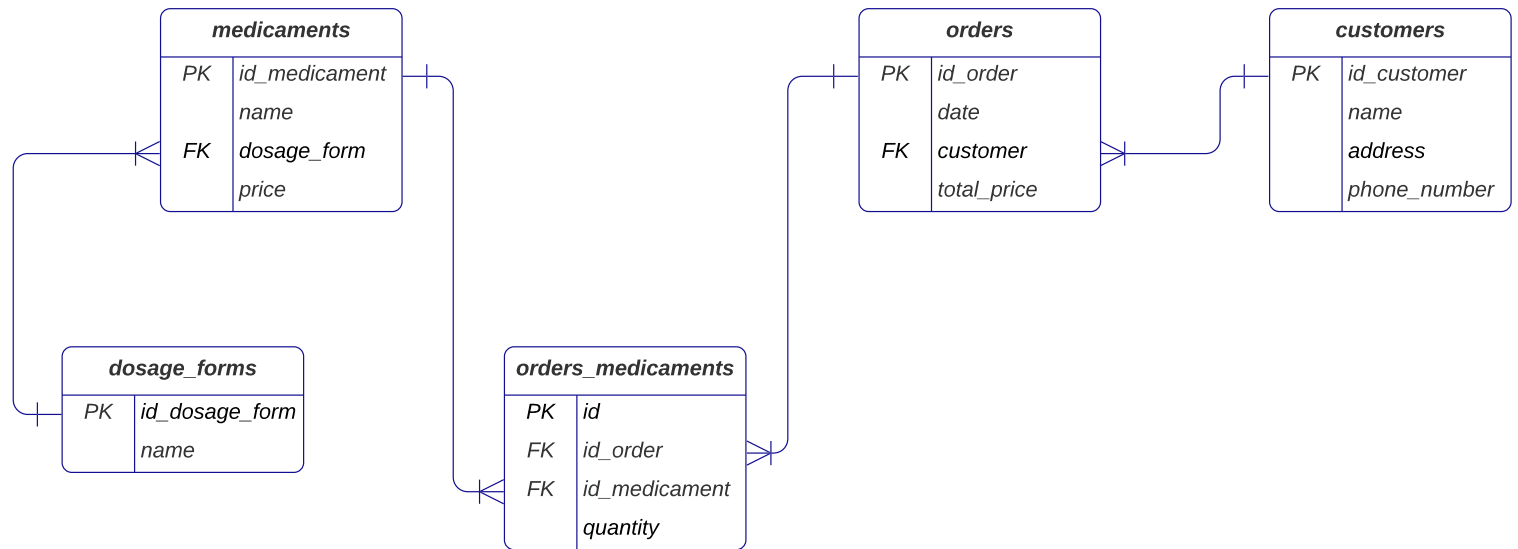 medicaments
PK id_medicament
name
FK dosage_form
price
orders
PK id_order
date
FK customer
total_price
customers
PK id_customer
name
address
phone_number
dosage_forms
PK id_dosage_form
name
orders_medicaments
PK id
FK id_order
FK id_medicament
quantity